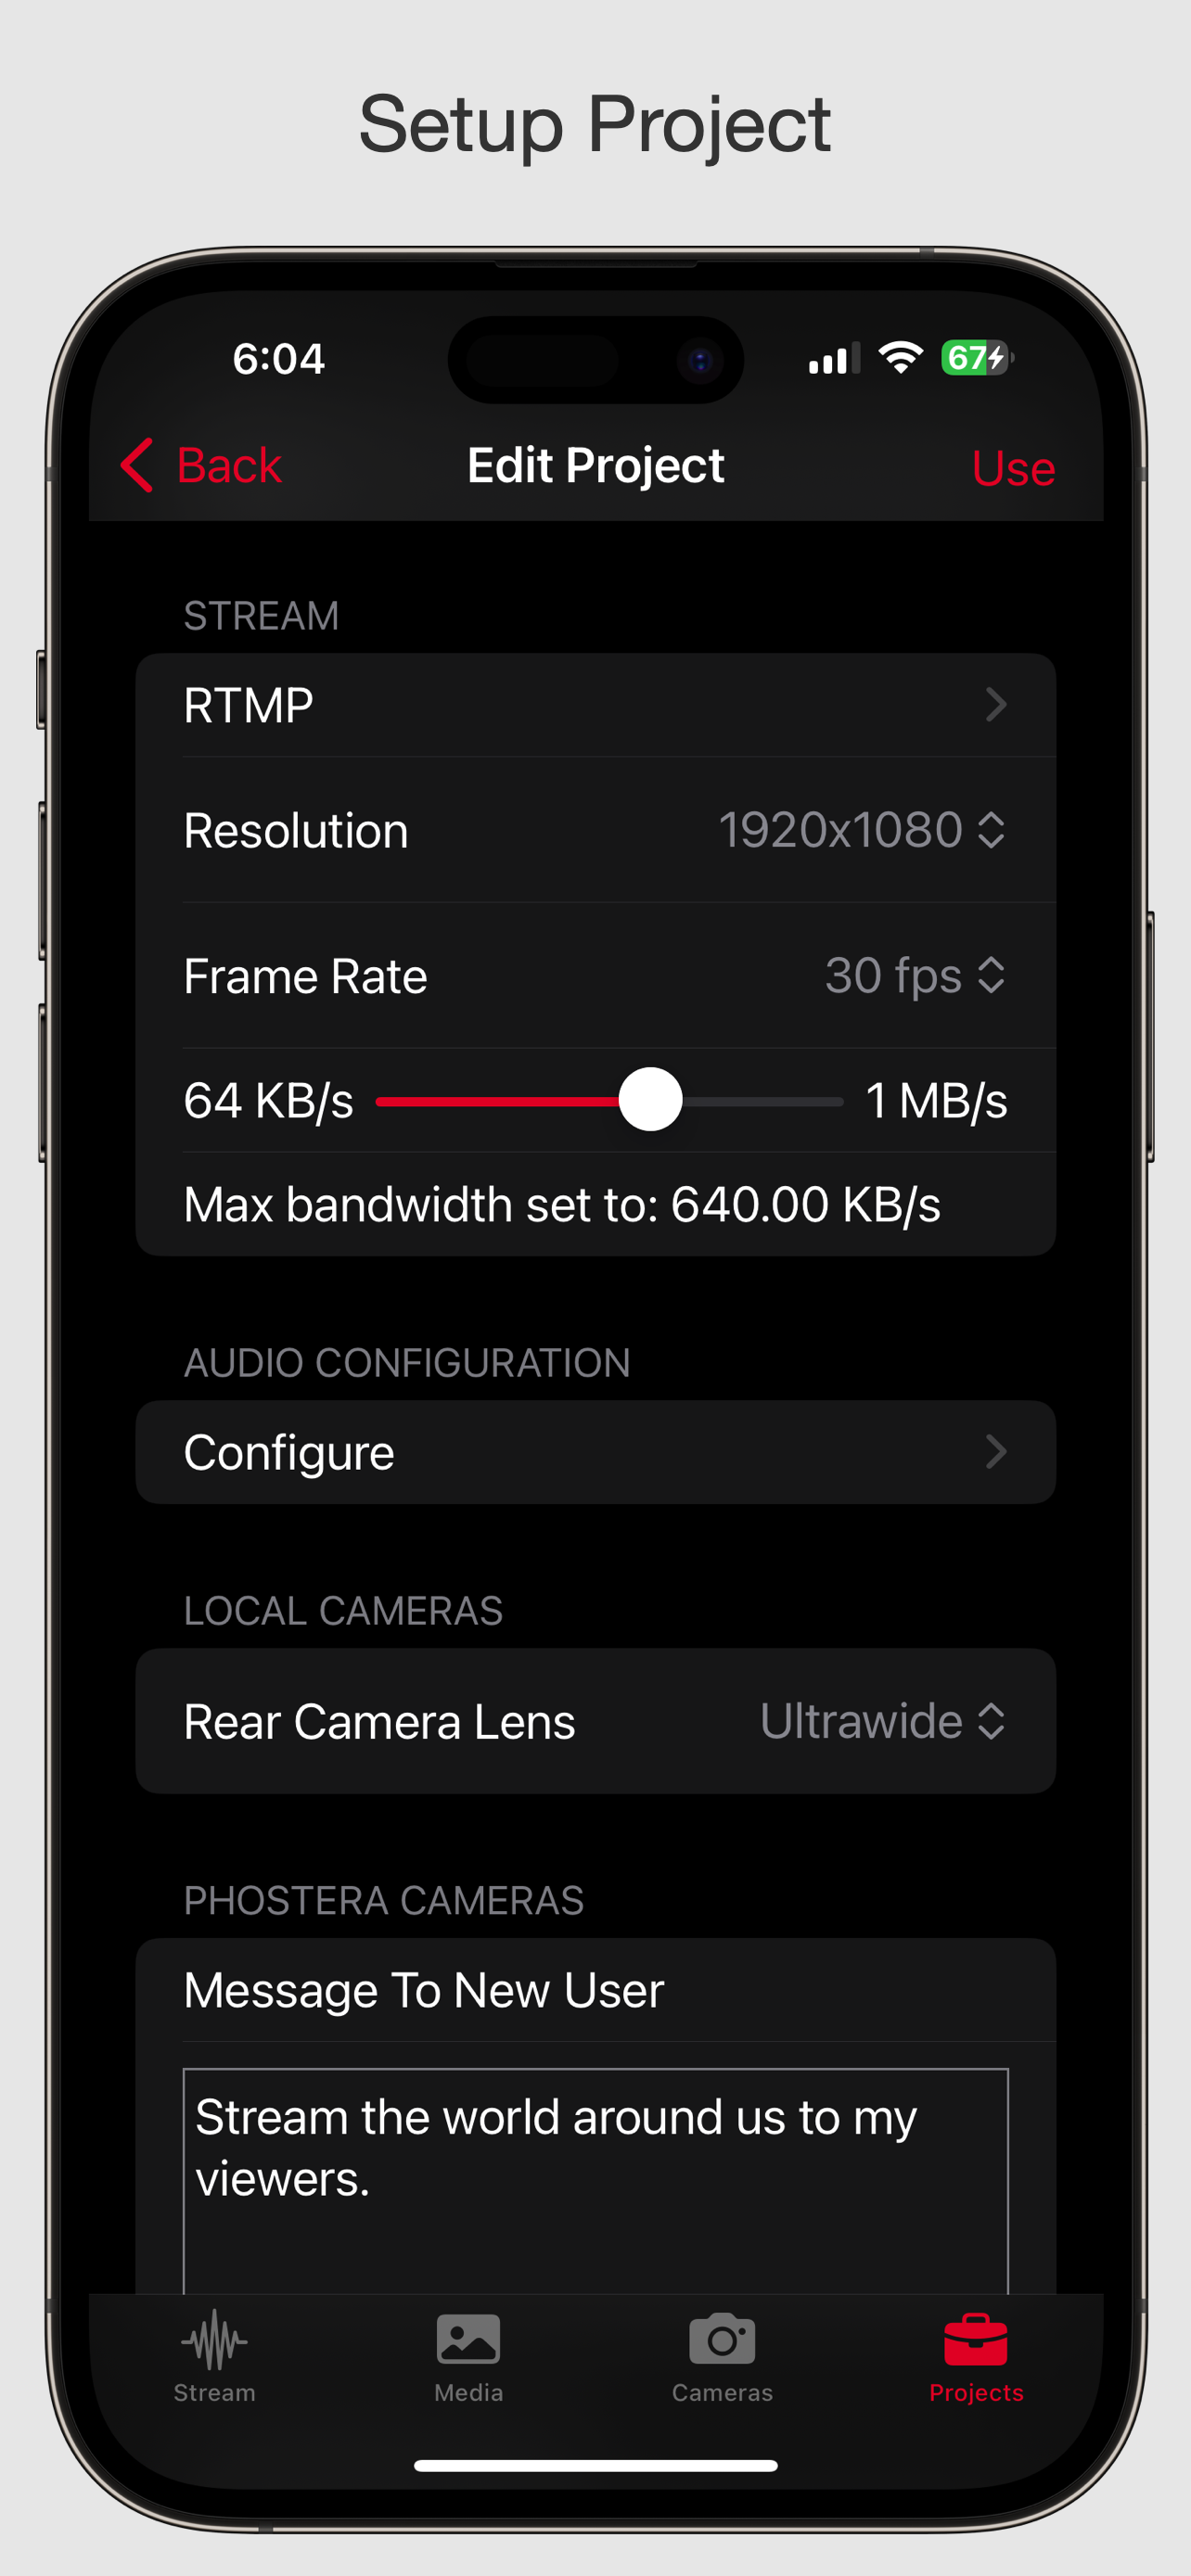 Setup Project
6:04
67
Back
Edit Project
Use
STREAM
RTMP
Resolution
1920x1080
Frame Rate
30 fps
64 KB/s
1 MB/s
Max bandwidth set to: 640.00 KB/s
AUDIO CONFIGURATION
Configure
LOCAL CAMERAS
Rear Camera Lens
Ultrawide
PHOSTERA CAMERAS
Message To New User
Stream the world around us to my
viewers.
Stream
Media
Cameras
Projects